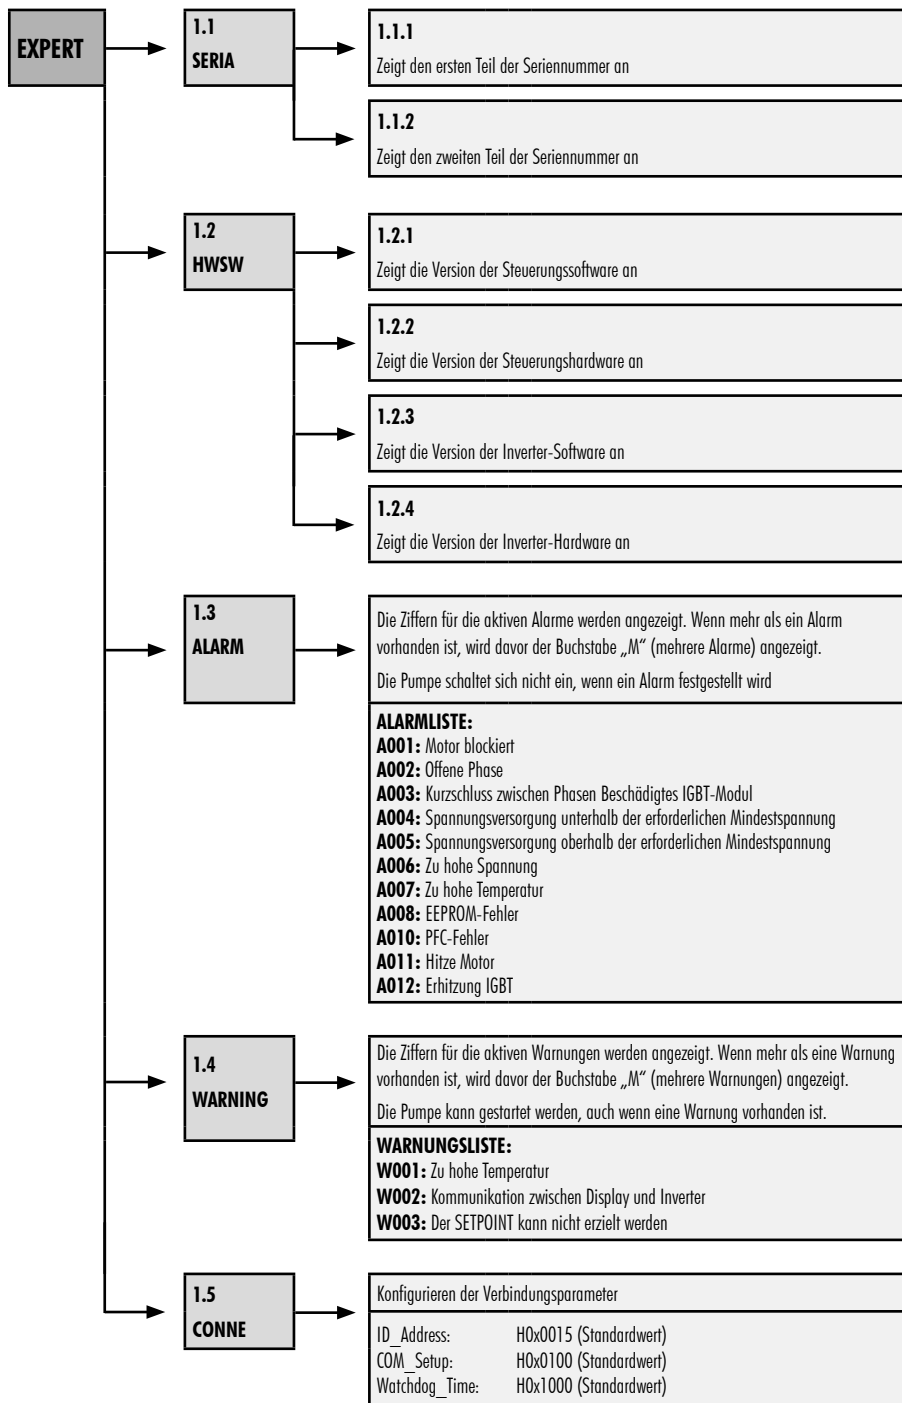 EXPERT
1.1
SERIA
1.1.1
Zeigt den ersten Teil der Seriennummer an
1.1.2
Zeigt den zweiten Teil der Seriennummer an
1.2
HWSW
1.2.1
Zeigt die Version der Steuerungssoftware an
1.2.2
Zeigt die Version der Steuerungshardware an
1.2.3
Zeigt die Version der Inverter-Software an
1.2.4
Zeigt die Version der Inverter-Hardware an
1.3
ALARM
Die Ziffern für die aktiven Alarme werden angezeigt. Wenn mehr als ein Alarm
vorhanden ist, wird davor der Buchstabe „M“ (mehrere Alarme) angezeigt.
Die Pumpe schaltet sich nicht ein, wenn ein Alarm festgestellt wird
ALARMLISTE:
A001: Motor blockiert
A002: Offene Phase
A003: Kurzschluss zwischen Phasen Beschädigtes IGBT-Modul
A004: Spannungsversorgung unterhalb der erforderlichen Mindestspannung
A005: Spannungsversorgung oberhalb der erforderlichen Mindestspannung
A006: Zu hohe Spannung
A007: Zu hohe Temperatur
A008: EEPROM-Fehler
A010: PFC-Fehler
A011: Hitze Motor
A012: Erhitzung IGBT
1.4
WARNING
Die Ziffern für die aktiven Warnungen werden angezeigt. Wenn mehr als eine Warnung
vorhanden ist, wird davor der Buchstabe „M“ (mehrere Warnungen) angezeigt.
Die Pumpe kann gestartet werden, auch wenn eine Warnung vorhanden ist.
WARNUNGSLISTE:
W001: Zu hohe Temperatur
W002: Kommunikation zwischen Display und Inverter
W003: Der SETPOINT kann nicht erzielt werden
1.5
CONNE
Konfigurieren der Verbindungsparameter
ID_Address: H0x0015 (Standardwert)
COM_Setup: H0x0100 (Standardwert)
Watchdog_Time: H0x1000 (Standardwert)